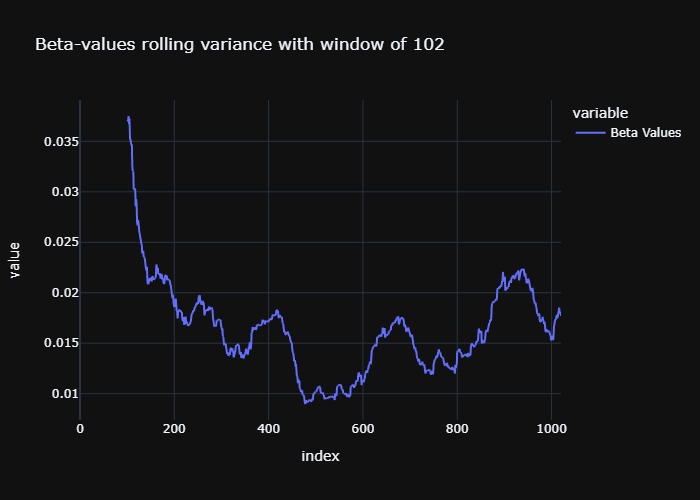 Beta-values rolling variance with window of 102
variable
Beta Values
0.035
0.03
0.025
0.02
0.015
0.01
value
0
200
400
600
800
1000
index